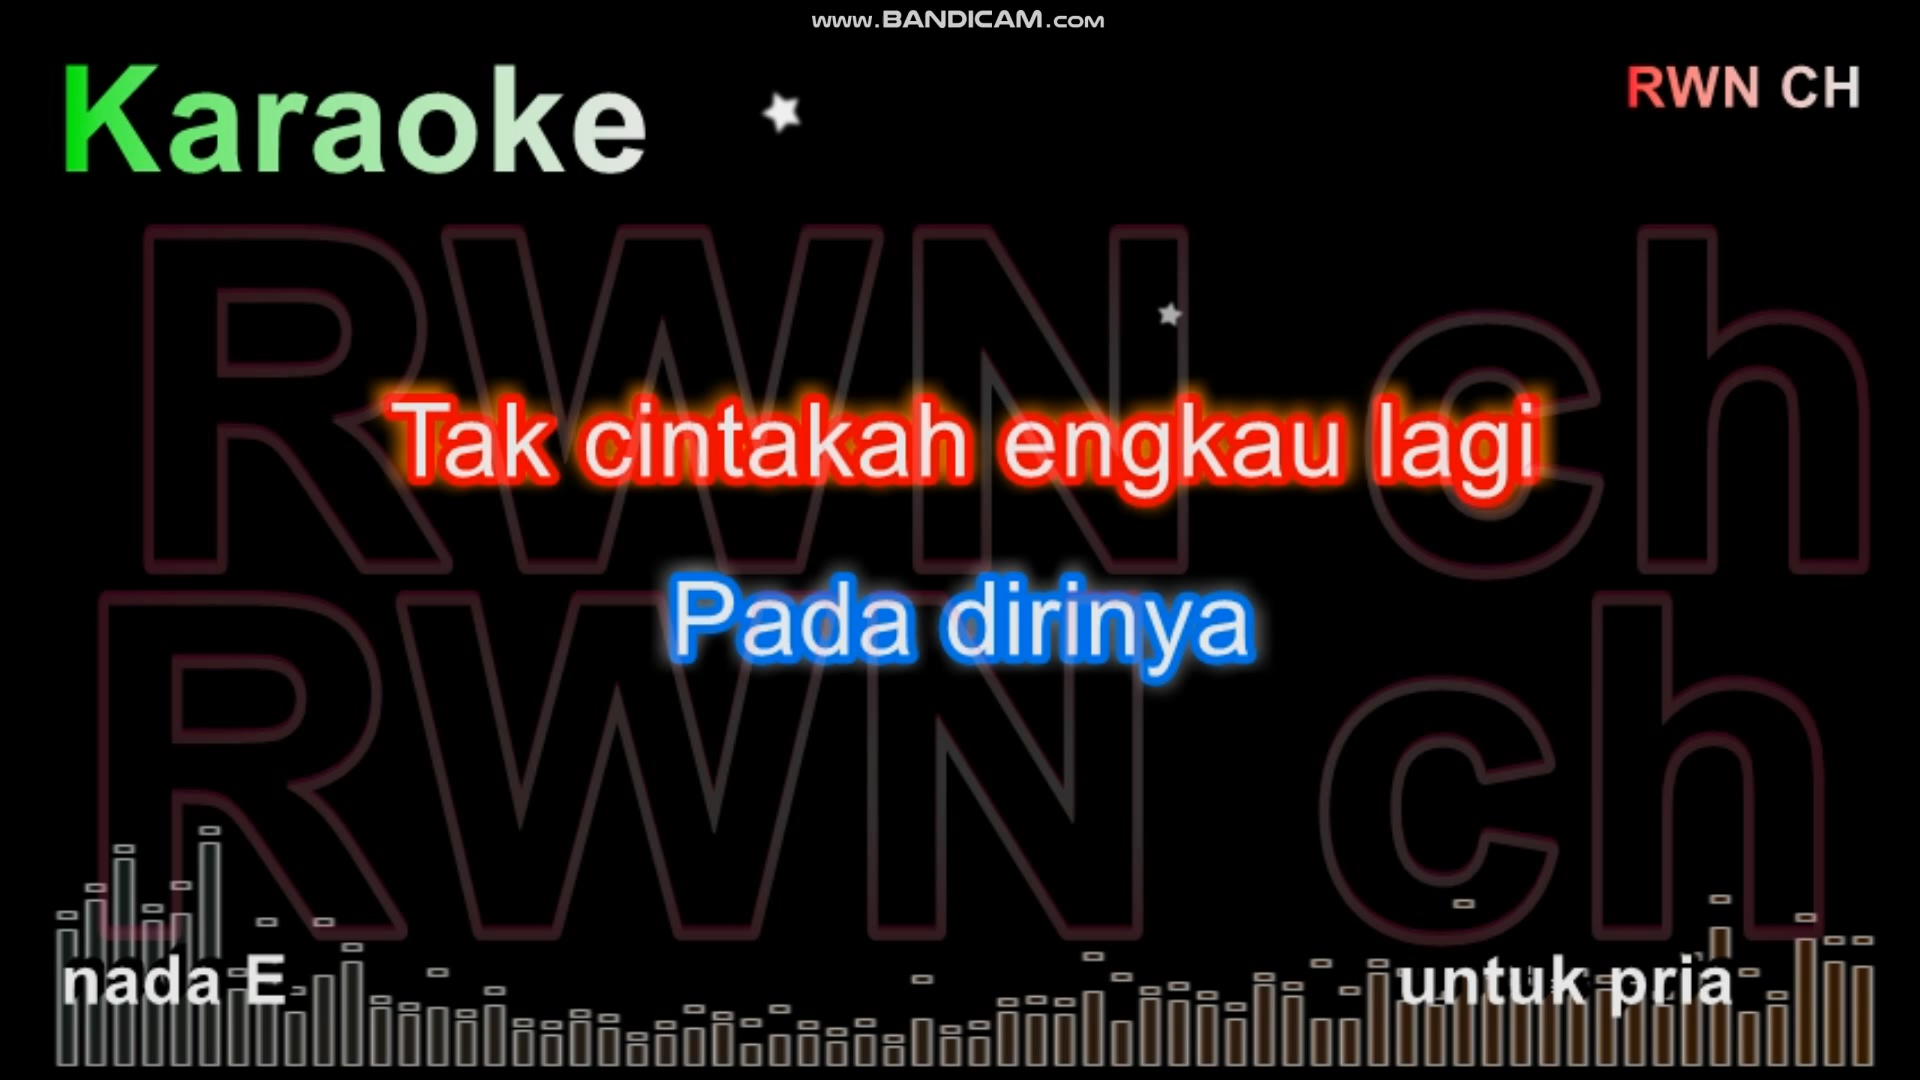 www.BANDICAM.com
Karaoke
RWN CH
RWN ch
Tak cintakah engkau lagi
Pada dirinya
RWN ch
nada E
untuk pria